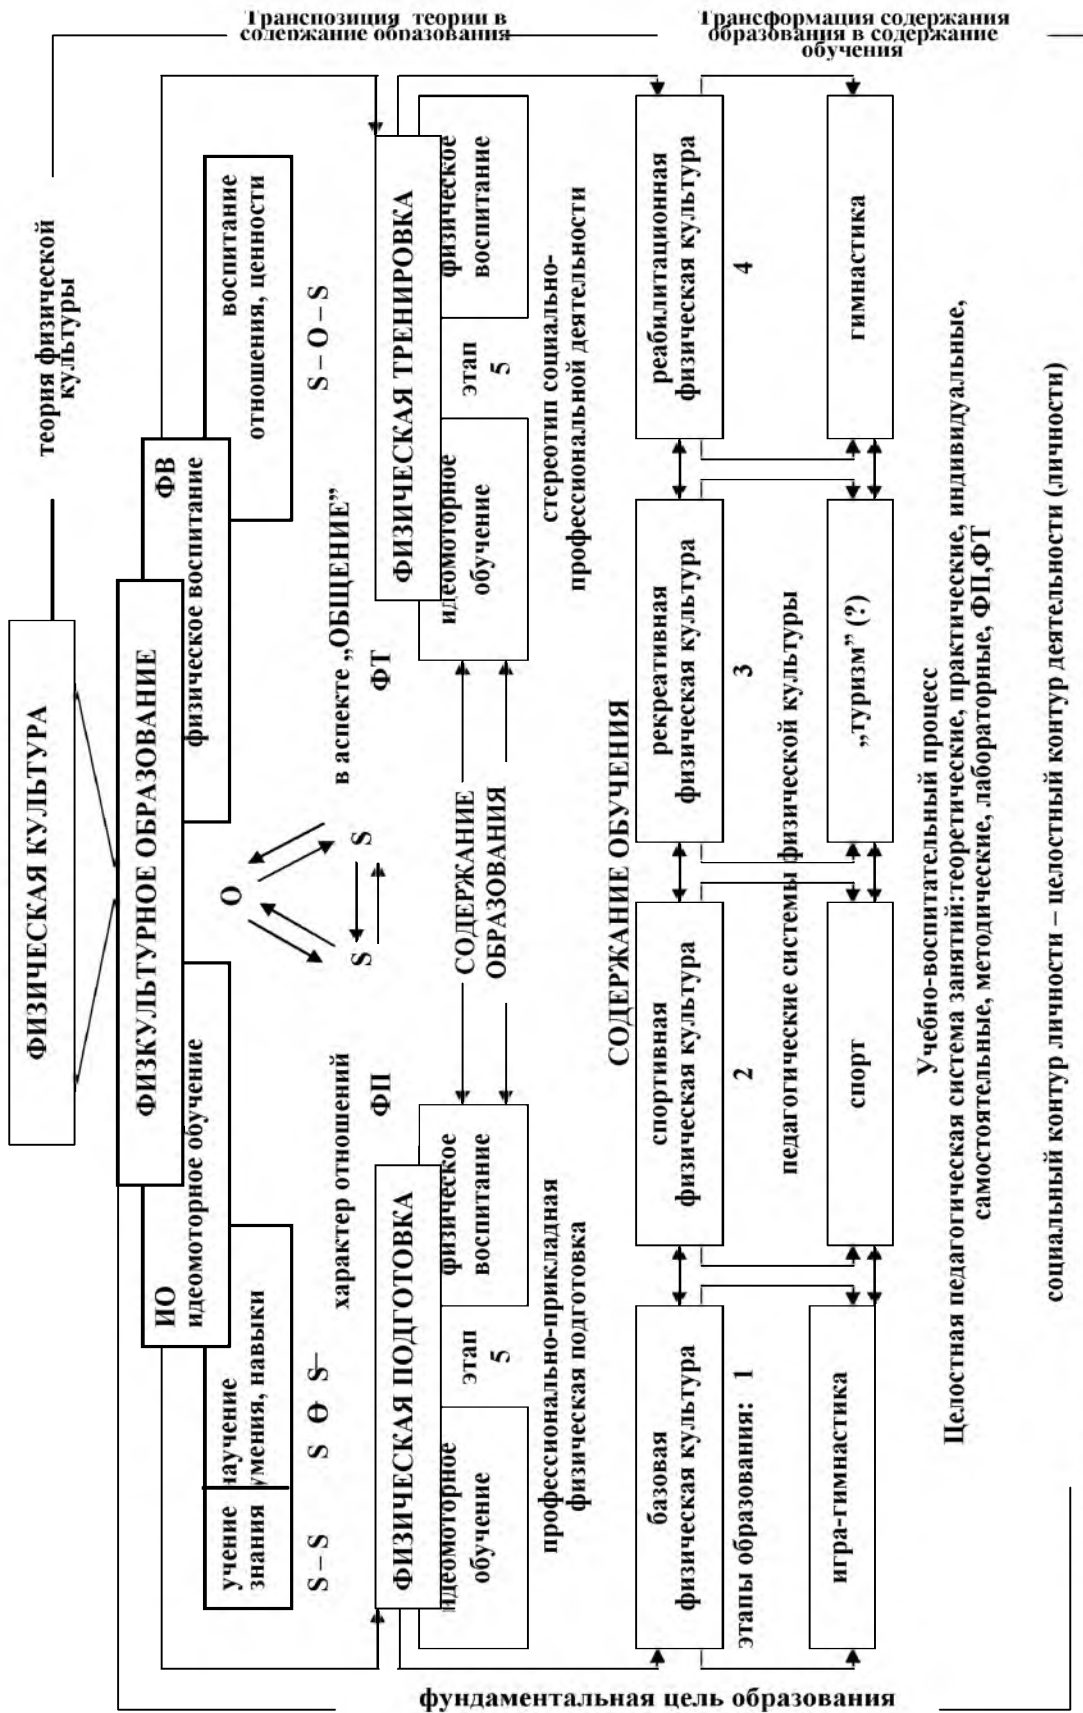 Транспозиция теории в
содержание образования
Трансформация содержания
образования в содержание
обучения
теория физической
культуры
ФИЗИЧЕСКАЯ КУЛЬТУРА
ФИЗКУЛЬТУРНОЕ ОБРАЗОВАНИЕ
ИО
идеомоторное обучение
ФВ
физическое воспитание
учение
знания
научение
умения, навыки
воспитание
отношения, ценности
S – S
S O S–
S – O – S
O
S
S
характер отношений
в аспекте „ОБЩЕНИЕ”
ФП
ФТ
ФИЗИЧЕСКАЯ ПОДГОТОВКА
идеомоторное
обучение
этап
5
физическое
воспитание
СОДЕРЖАНИЕ
ОБРАЗОВАНИЯ
ФИЗИЧЕСКАЯ ТРЕНИРОВКА
идеомоторное
обучение
этап
5
физическое
воспитание
профессионально-прикладная
физическая подготовка
стереотип социально-
профессиональной деятельности
СОДЕРЖАНИЕ ОБУЧЕНИЯ
базовая
физическая культура
спортивная
физическая культура
рекреативная
физическая культура
реабилитационная
физическая культура
этапы образования: 1
2
3
4
педагогические системы физической культуры
игра-гимнастика
спорт
„туризм” (?)
гимнастика
Учебно-воспитательный процесс
Целостная педагогическая система занятий:теоретические, практические, индивидуальные,
самостоятельные, методические, лабораторные, ФП,ФТ
социальный контур личности – целостный контур деятельности (личности)
фундаментальная цель образования